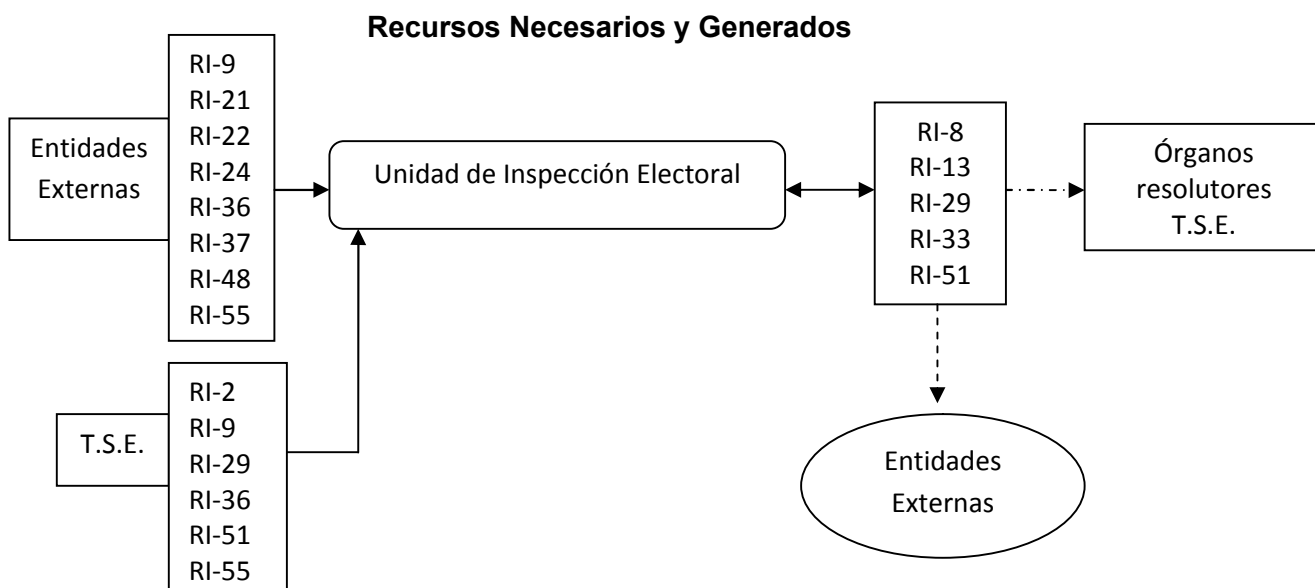 Recursos Necesarios y Generados
Entidades
Externas
RI-9
RI-21
RI-22
RI-24
RI-36
RI-37
RI-48
RI-55
Unidad de Inspección Electoral
RI-8
RI-13
RI-29
RI-33
RI-51
Órganos
resolutores
T.S.E.
T.S.E.
RI-2
RI-9
RI-29
RI-36
RI-51
RI-55
Entidades
Externas